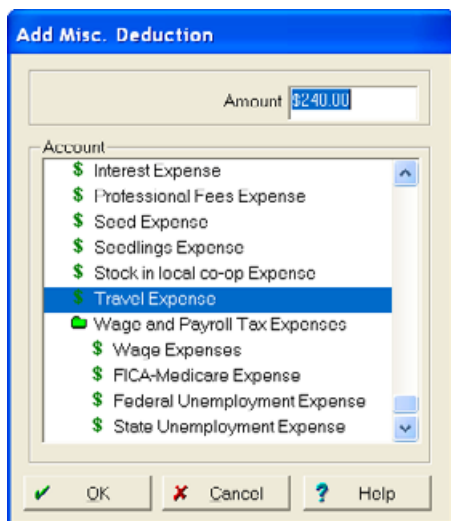 Add Misc. Deduction
Amount $240.00
Account
$ Interest Expense
$ Professional Fees Expense
$ Seed Expense
$ Seedlings Expense
$ Stock in local co-op Expense
$ Travel Expense
Wage and Payroll Tax Expenses
$ Wage Expenses
$ FICA-Medicare Expense
$ Federal Unemployment Expense
$ State Unemployment Expense
OK Cancel ? Help